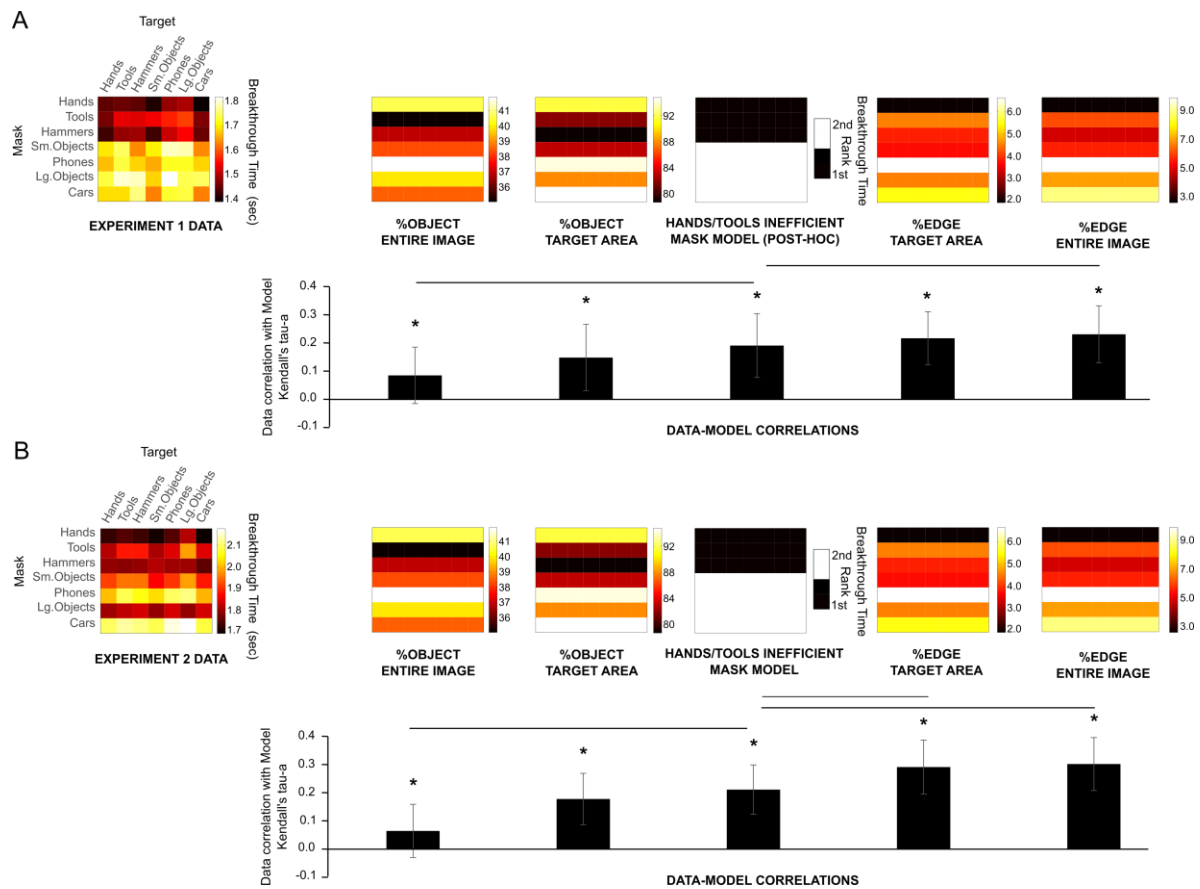 A
Target
Hands
Tools
Hammers
Sm.Objects
Phones
Lg.Objects
Cars
Mask
Hands
Tools
Hammers
Sm.Objects
Phones
Lg.Objects
Cars
1.8
1.7
1.6
1.5
1.4
Breakthrough Time (sec)
EXPERIMENT 1 DATA
41
40
39
38
37
36
%OBJECT
ENTIRE IMAGE
92
88
84
80
%OBJECT
TARGET AREA
2nd
Rank
1st
Breakthrough Time
HANDS/TOOLS INEFFICIENT
MASK MODEL (POST-HOC)
6.0
5.0
4.0
3.0
2.0
%EDGE
TARGET AREA
9.0
7.0
5.0
3.0
%EDGE
ENTIRE IMAGE
Data correlation with Model
Kendall's tau-a
0.4
0.3
0.2
0.1
0.0
-0.1
* * * * *
DATA-MODEL CORRELATIONS
B
Target
Hands
Tools
Hammers
Sm.Objects
Phones
Lg.Objects
Cars
Mask
Hands
Tools
Hammers
Sm.Objects
Phones
Lg.Objects
Cars
2.1
2.0
1.9
1.8
1.7
Breakthrough Time (sec)
EXPERIMENT 2 DATA
41
40
39
38
37
36
%OBJECT
ENTIRE IMAGE
92
88
84
80
%OBJECT
TARGET AREA
2nd
Rank
1st
Breakthrough Time
HANDS/TOOLS INEFFICIENT
MASK MODEL
6.0
5.0
4.0
3.0
2.0
%EDGE
TARGET AREA
9.0
7.0
5.0
3.0
%EDGE
ENTIRE IMAGE
Data correlation with Model
Kendall's tau-a
0.4
0.3
0.2
0.1
0.0
-0.1
* * * * *
DATA-MODEL CORRELATIONS